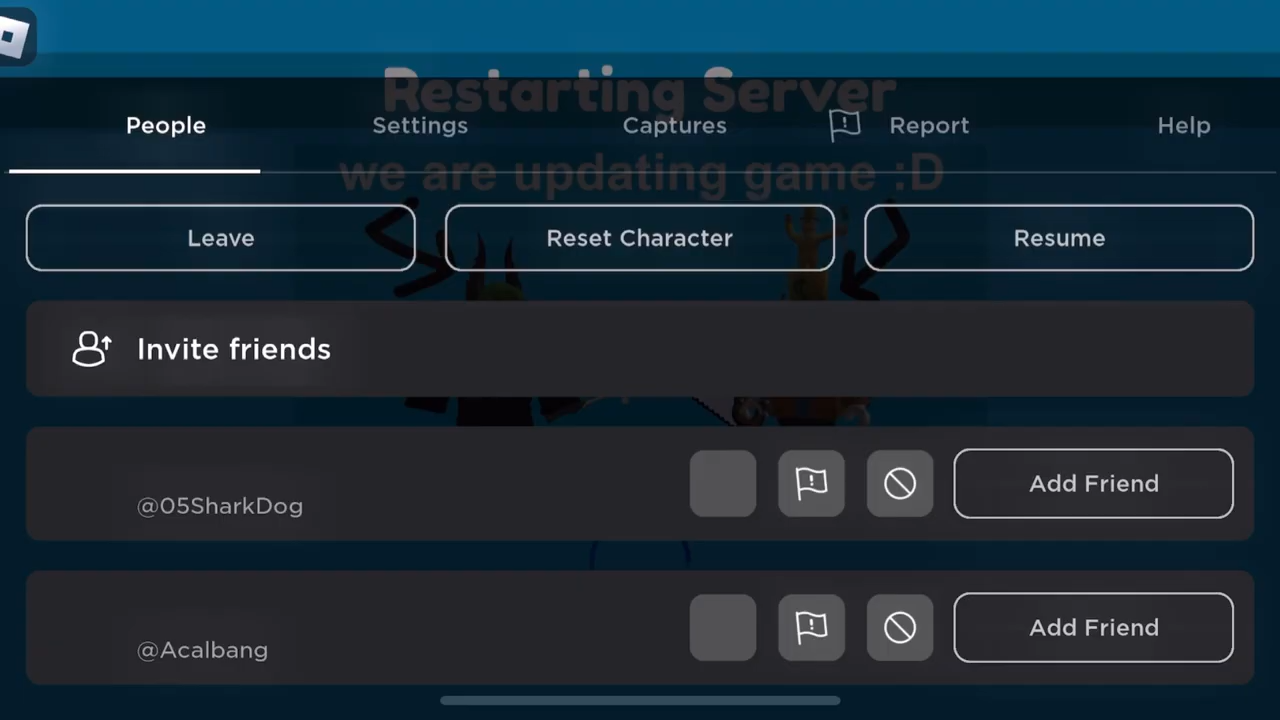 Restarting Server
People Settings Captures Report Help
we are updating game :D
Leave Reset Character Resume
Invite friends
@05SharkDog Add Friend
@Acalbang Add Friend